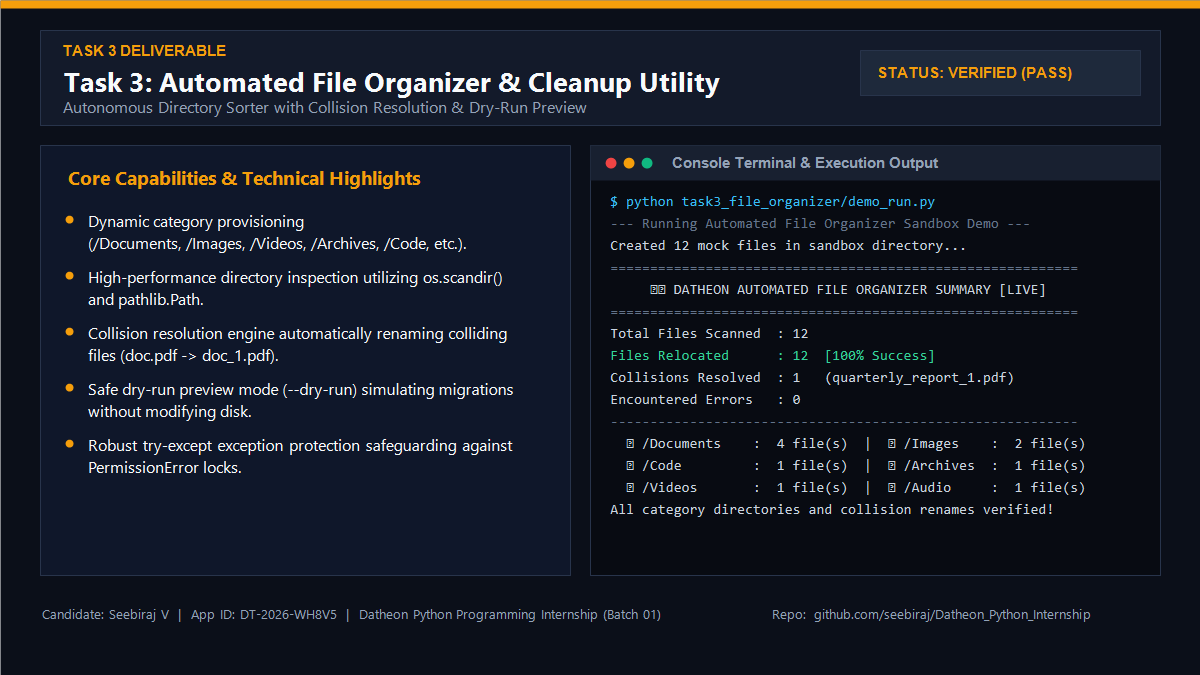 TASK 3 DELIVERABLE
Task 3: Automated File Organizer & Cleanup Utility
Autonomous Directory Sorter with Collision Resolution & Dry-Run Preview
STATUS: VERIFIED (PASS)
Core Capabilities & Technical Highlights
Dynamic category provisioning
(/Documents, /Images, /Videos, /Archives, /Code, etc.).
High-performance directory inspection utilizing os.scandir()
and pathlib.Path.
Collision resolution engine automatically renaming colliding
files (doc.pdf -> doc_1.pdf).
Safe dry-run preview mode (--dry-run) simulating migrations
without modifying disk.
Robust try-except exception protection safeguarding against
PermissionError locks.
Console Terminal & Execution Output
$ python task3_file_organizer/demo_run.py
--- Running Automated File Organizer Sandbox Demo ---
Created 12 mock files in sandbox directory...
============================================================
DATHEON AUTOMATED FILE ORGANIZER SUMMARY [LIVE]
============================================================
Total Files Scanned : 12
Files Relocated : 12 [100% Success]
Collisions Resolved : 1 (quarterly_report_1.pdf)
Encountered Errors : 0
------------------------------------------------------------
/Documents : 4 file(s) | /Images : 2 file(s)
/Code : 1 file(s) | /Archives : 1 file(s)
/Videos : 1 file(s) | /Audio : 1 file(s)
All category directories and collision renames verified!
Candidate: Seebiraj V | App ID: DT-2026-WH8V5 | Datheon Python Programming Internship (Batch 01)
Repo: github.com/seebiraj/Datheon_Python_Internship